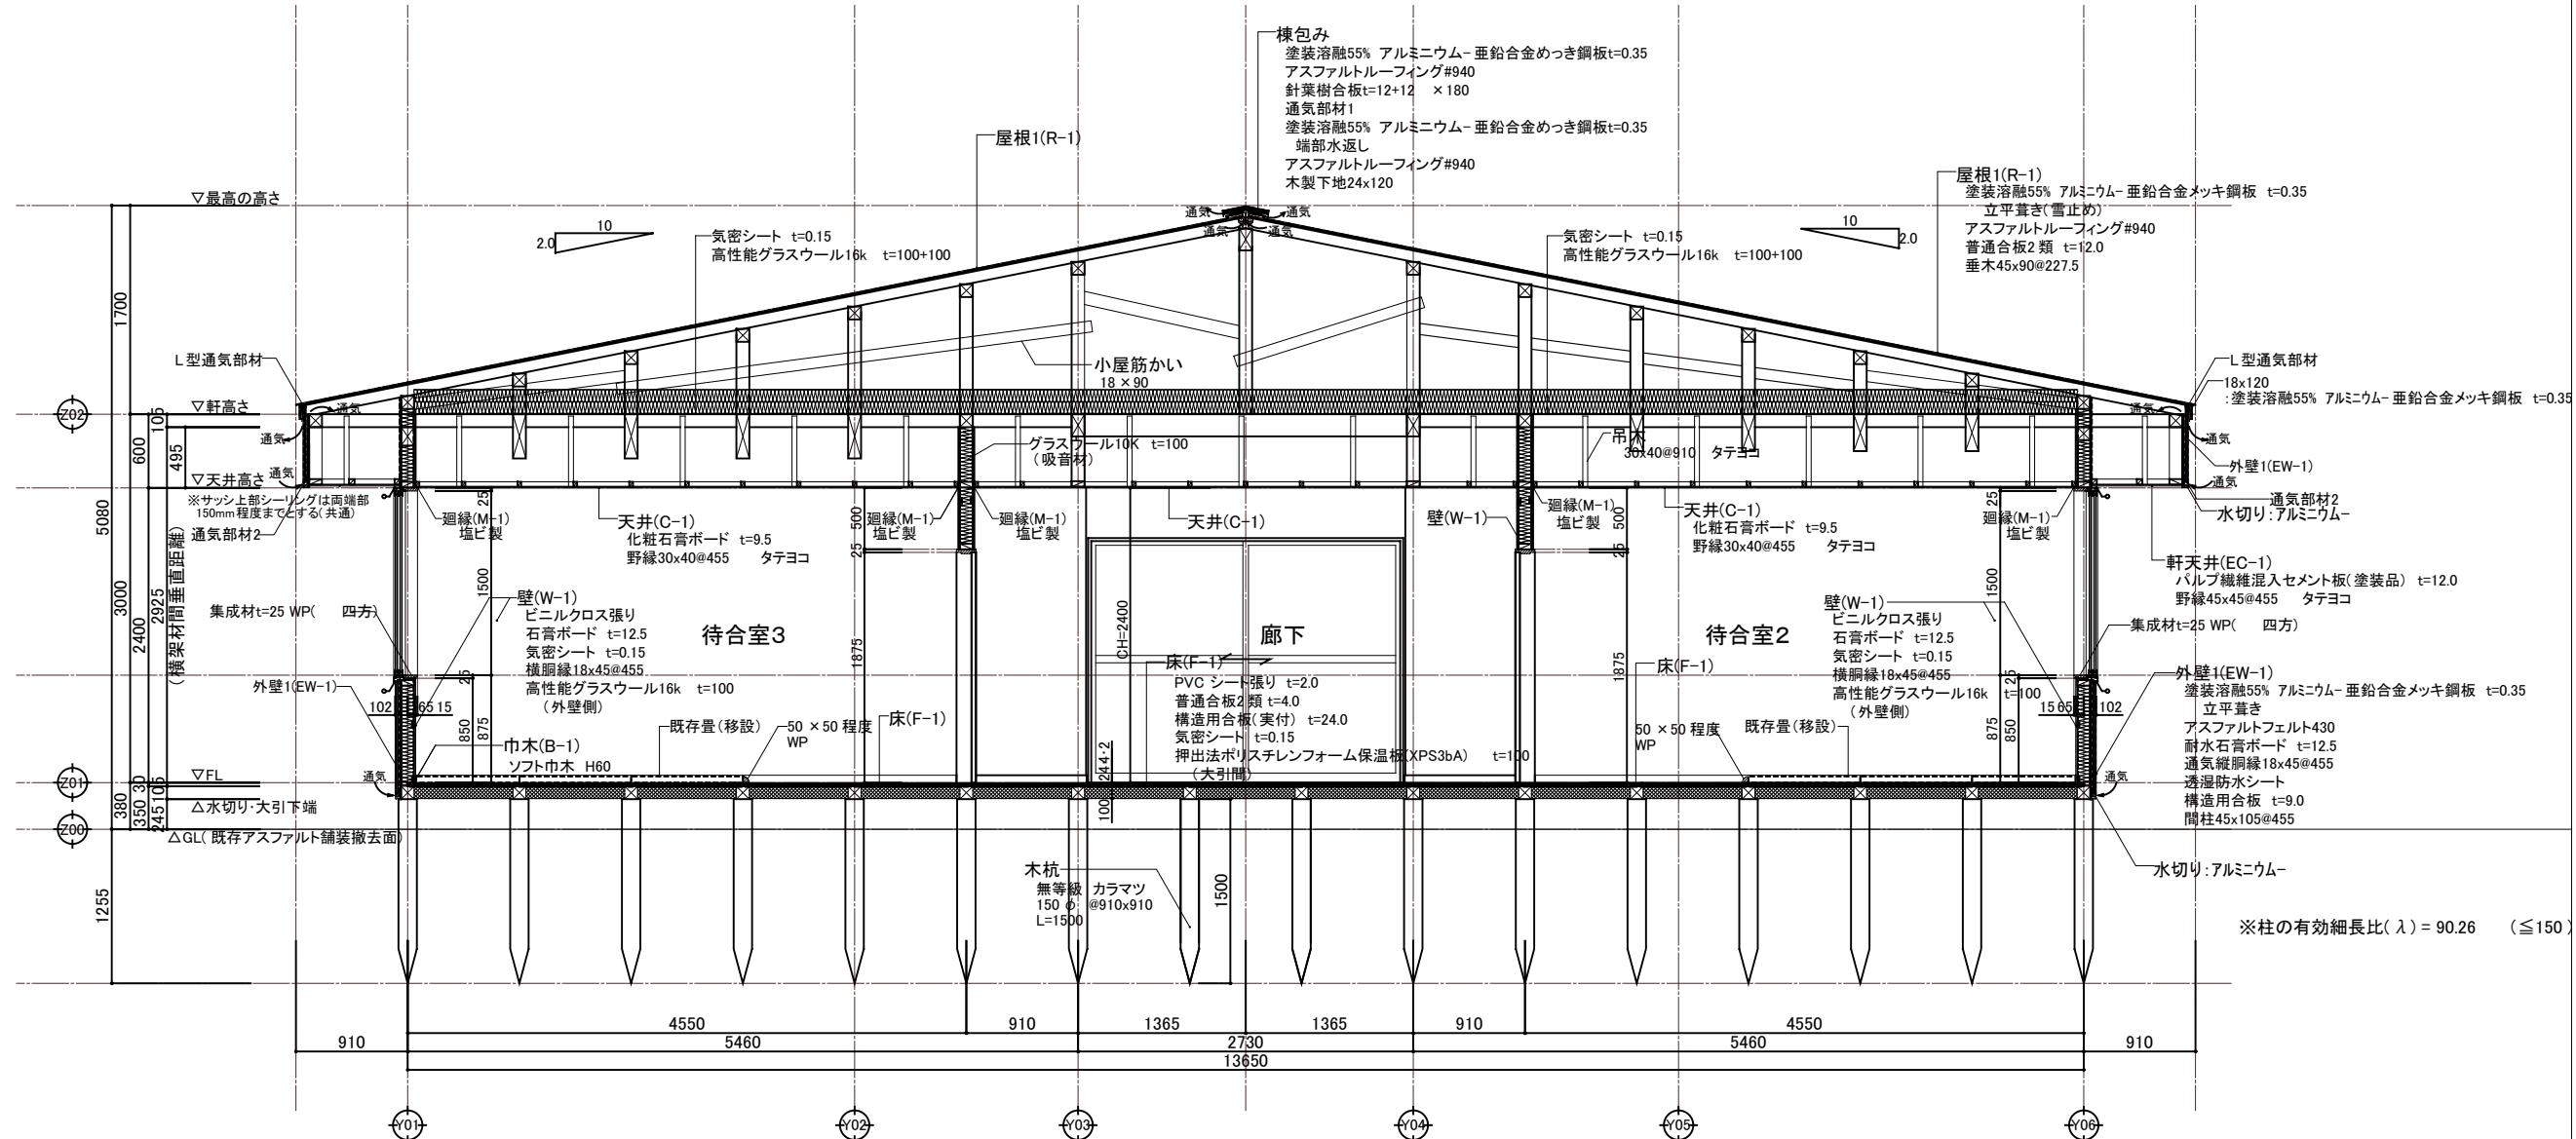 棟包み
塗装溶融55% アルミニウム-亜鉛合金めっき鋼板t=0.35
アスファルトルーフィング#940
針葉樹合板t=12+12 ×180
通気部材1
塗装溶融55% アルミニウム-亜鉛合金めっき鋼板t=0.35
端部水返し
アスファルトルーフィング#940
木製下地24x120
屋根1(R-1)
屋根1(R-1)
塗装溶融55% アルミニウム-亜鉛合金メッキ鋼板 t=0.35
立平葺き(雪止め)
アスファルトルーフィング#940
普通合板2類 t=12.0
垂木45x90@227.5
▽最高の高さ
10
2.0
気密シート t=0.15
高性能グラスウール16k t=100+100
通気
通気
通気
通気
気密シート t=0.15
高性能グラスウール16k t=100+100
10
2.0
1700
L型通気部材
小屋筋かい
18×90
L型通気部材
18x120
:塗装溶融55% アルミニウム-亜鉛合金メッキ鋼板 t=0.35
Z02
▽軒高さ
105
600
495
通気
通気
通気
グラスウール10K t=100
(吸音材)
吊木
30x40@910 タテヨコ
通気
通気
外壁1(EW-1)
通気
▽天井高さ
※サッシ上部シーリングは両端部
150mm程度までとする(共通)
通気部材2
25
廻縁(M-1)
塩ビ製
天井(C-1)
化粧石膏ボード t=9.5
野縁30x40@455 タテヨコ
500
25
廻縁(M-1)
塩ビ製
廻縁(M-1)
塩ビ製
天井(C-1)
壁(W-1)
廻縁(M-1)
塩ビ製
500
25
天井(C-1)
化粧石膏ボード t=9.5
野縁30x40@455 タテヨコ
25
廻縁(M-1)
塩ビ製
通気部材2
水切り:アルミニウム-
軒天井(EC-1)
パルプ繊維混入セメント板(塗装品) t=12.0
野縁45x45@455 タテヨコ
5080
3000
2400
2925
(横架材間垂直距離)
集成材t=25 WP( 四方)
1500
壁(W-1)
ビニルクロス張り
石膏ボード t=12.5
気密シート t=0.15
横胴縁18x45@455
高性能グラスウール16k t=100
(外壁側)
待合室3
1875
CH=2400
廊下
床(F-1)
PVC シート張り t=2.0
普通合板2類 t=4.0
構造用合板(実付) t=24.0
気密シート t=0.15
押出法ポリスチレンフォーム保温板(XPS3bA) t=100
(大引間)
1875
床(F-1)
待合室2
壁(W-1)
ビニルクロス張り
石膏ボード t=12.5
気密シート t=0.15
横胴縁18x45@455
高性能グラスウール16k t=100
(外壁側)
1500
集成材t=25 WP( 四方)
外壁1(EW-1)
102
65 15
25
850
875
巾木(B-1)
ソフト巾木 H60
既存畳(移設)
50×50程度
WP
床(F-1)
244・2
100
50×50程度
WP
既存畳(移設)
875
850
25
15 65
102
外壁1(EW-1)
塗装溶融55% アルミニウム-亜鉛合金メッキ鋼板 t=0.35
立平葺き
アスファルトフェルト430
耐水石膏ボード t=12.5
通気縦胴縁18x45@455
透湿防水シート
構造用合板 t=9.0
間柱45x105@455
通気
通気
Z01
▽FL
380
350
30
245
105
△水切り・大引下端
Z00
△GL(既存アスファルト舗装撤去面)
1255
木杭
無等級 カラマツ
150φ @910x910
L=1500
1500
水切り:アルミニウム-
※柱の有効細長比(λ)= 90.26 (≦150)
4550
910
1365
1365
910
4550
910
5460
2730
5460
910
13650
Y01
Y02
Y03
Y04
Y05
Y06